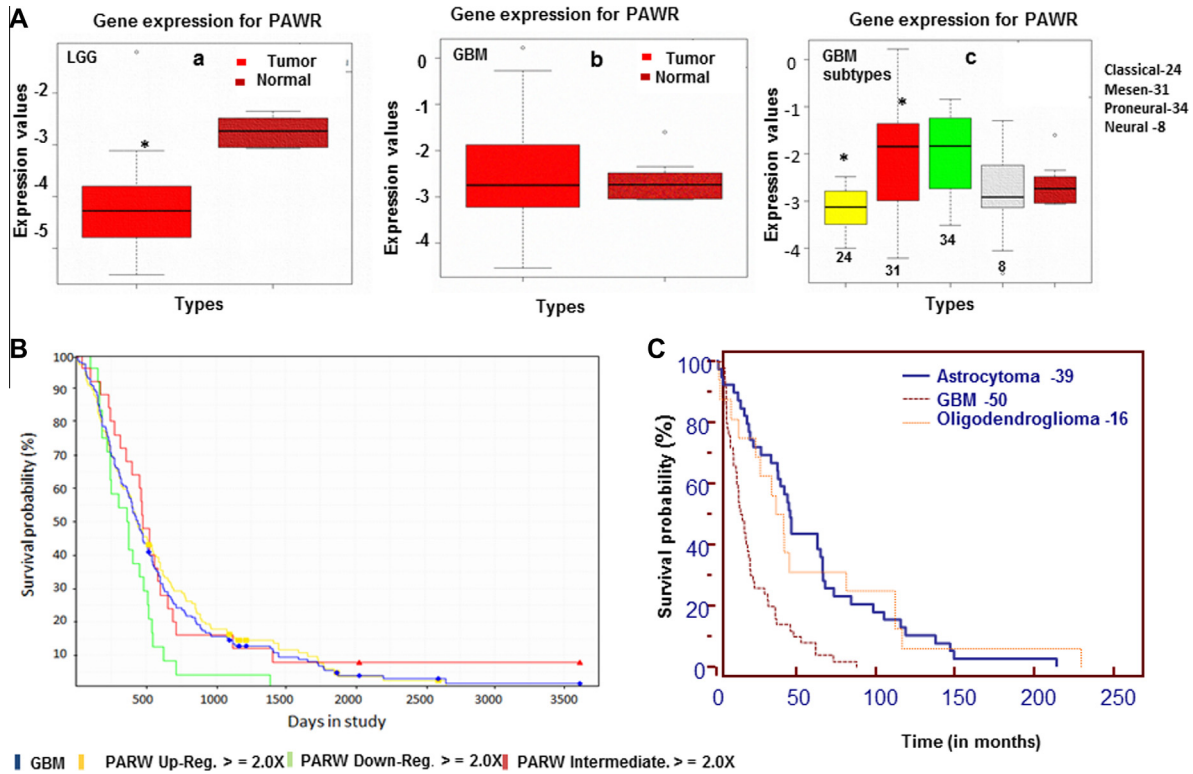 A
Gene expression for PAWR
LGG
a
Tumor
Normal
-2
-3
-4
-5
*
Expression values
Types
Gene expression for PAWR
GBM
b
Tumor
Normal
0
-1
-2
-3
-4
Expression values
Types
Gene expression for PAWR
GBM
subtypes
c
0
-1
-2
-3
-4
*
*
24
31
34
8
Expression values
Types
Classical-24
Mesen-31
Proneural-34
Neural -8
B
100
90
80
70
60
50
40
30
20
10
Survival probability (%)
500
1000
1500
2000
2500
3000
3500
Days in study
GBM
PARW Up-Reg. > = 2.0X
PARW Down-Reg. > = 2.0X
PARW Intermediate. > = 2.0X
C
Astrocytoma -39
GBM -50
Oligodendroglioma -16
100
80
60
40
20
0
Survival probability (%)
0
50
100
150
200
250
Time (in months)